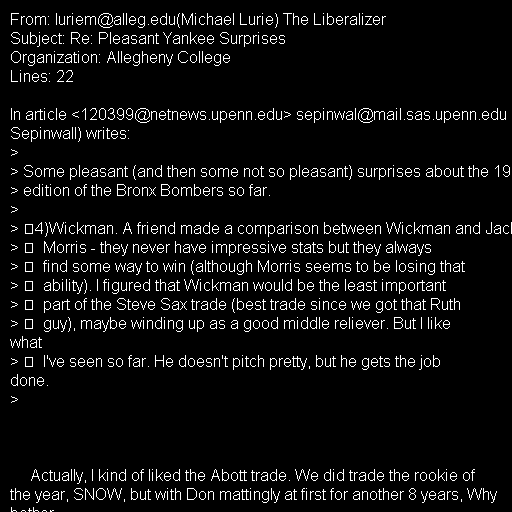 From: luriem@alleg.edu(Michael Lurie) The Liberalizer
Subject: Re: Pleasant Yankee Surprises
Organization: Allegheny College
Lines: 22

In article <120399@netnews.upenn.edu> sepinwal@mail.sas.upenn.edu
Sepinwall) writes:
>
> Some pleasant (and then some not so pleasant) surprises about the 19
> edition of the Bronx Bombers so far.
>
> 4)Wickman. A friend made a comparison between Wickman and Jack
> Morris - they never have impressive stats but they always
> find some way to win (although Morris seems to be losing that
> ability). I figured that Wickman would be the least important
> part of the Steve Sax trade (best trade since we got that Ruth
> guy), maybe winding up as a good middle reliever. But I like
what
> I've seen so far. He doesn't pitch pretty, but he gets the job
done.
>

Actually, I kind of liked the Abott trade. We did trade the rookie of
the year, SNOW, but with Don mattingly at first for another 8 years, Why